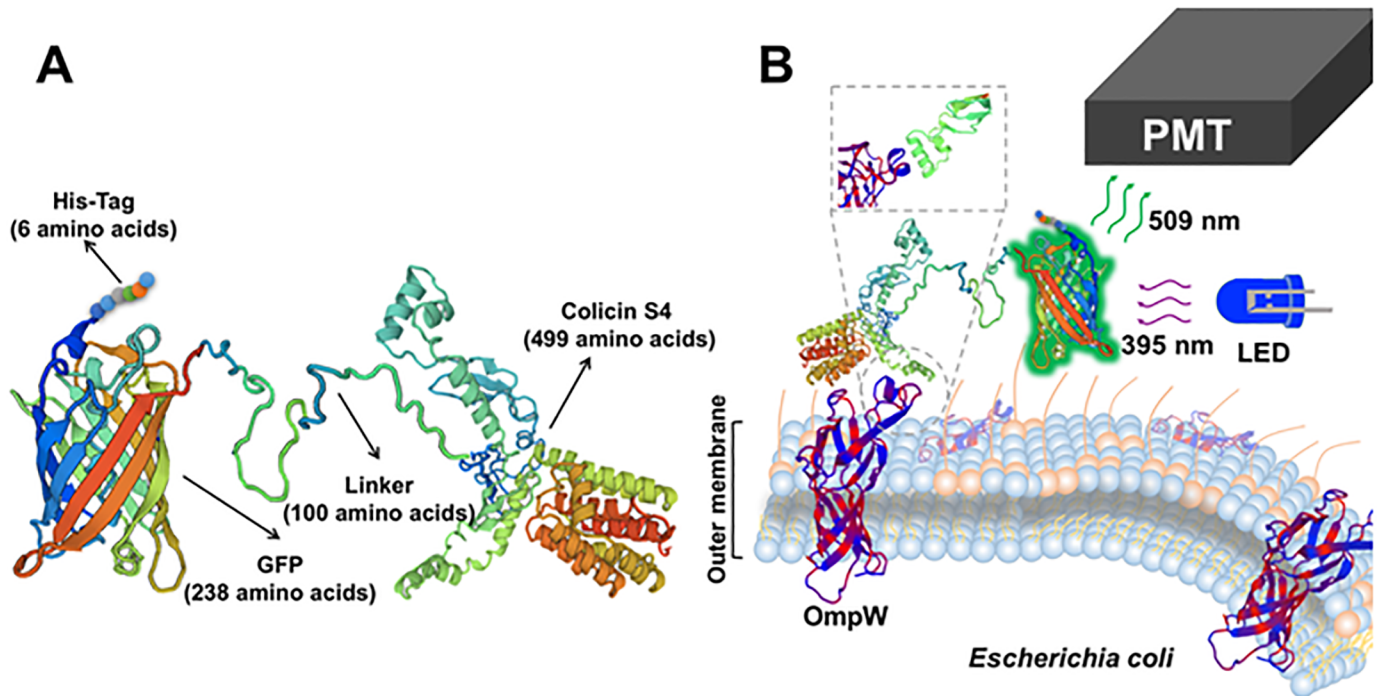 A
His-Tag
(6 amino acids)
Colicin S4
(499 amino acids)
Linker
(100 amino acids)
GFP
(238 amino acids)
B
PMT
509 nm
395 nm
LED
Outer membrane
OmpW
Escherichia coli